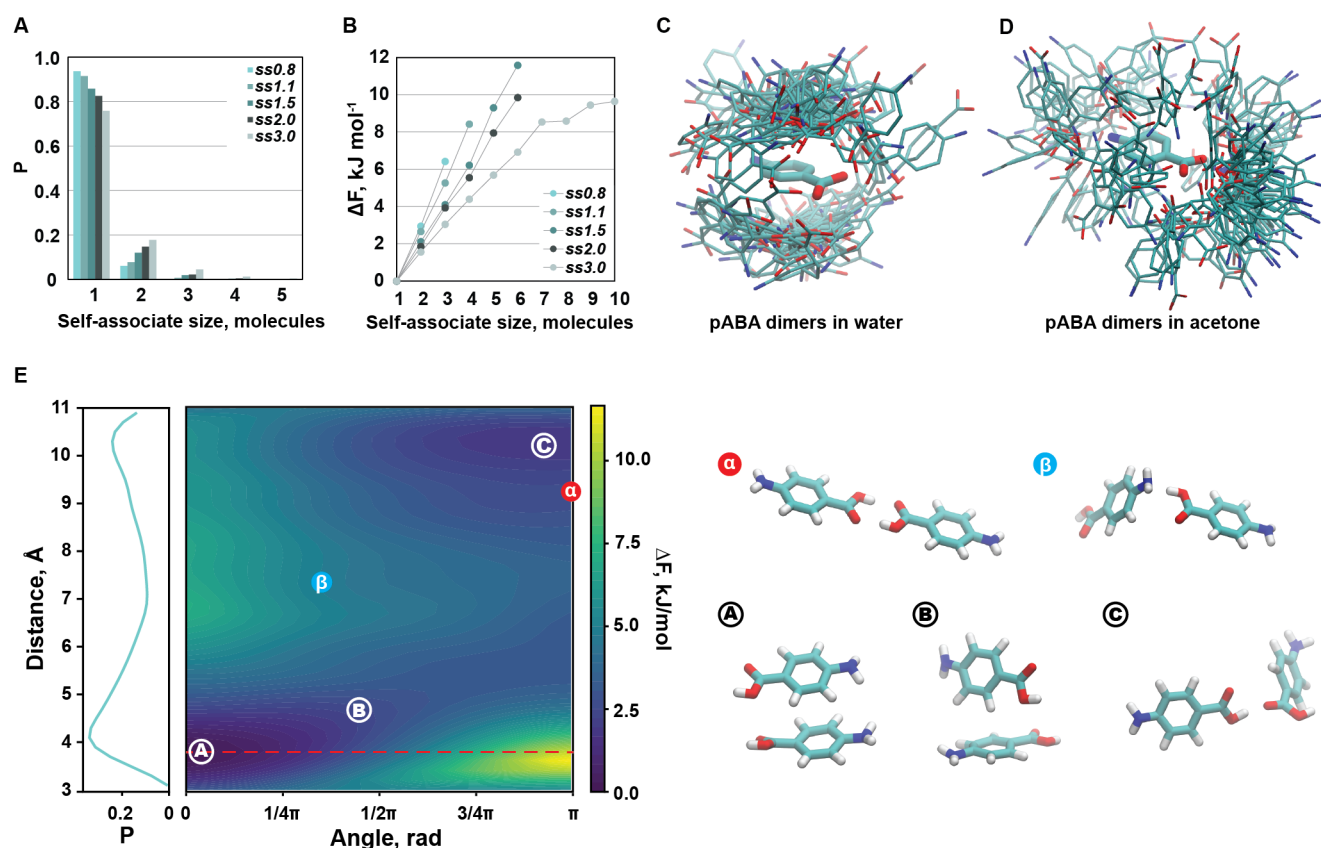 A
P
1.0
0.8
0.6
0.4
0.2
0
ss0.8
ss1.1
ss1.5
ss2.0
ss3.0
1 2 3 4 5
Self-associate size, molecules
B
ΔF, kJ mol-1
12
10
8
6
4
2
0
ss0.8
ss1.1
ss1.5
ss2.0
ss3.0
1 2 3 4 5 6 7 8 9 10
Self-associate size, molecules
C
pABA dimers in water
D
pABA dimers in acetone
E
Distance, Å
11
10
9
8
7
6
5
4
3
0.2 0
P
C
α
β
B
A
0 1/4π 1/2π 3/4π π
Angle, rad
10.0
7.5
5.0
2.5
0.0
ΔF, kJ/mol
α
β
A
B
C